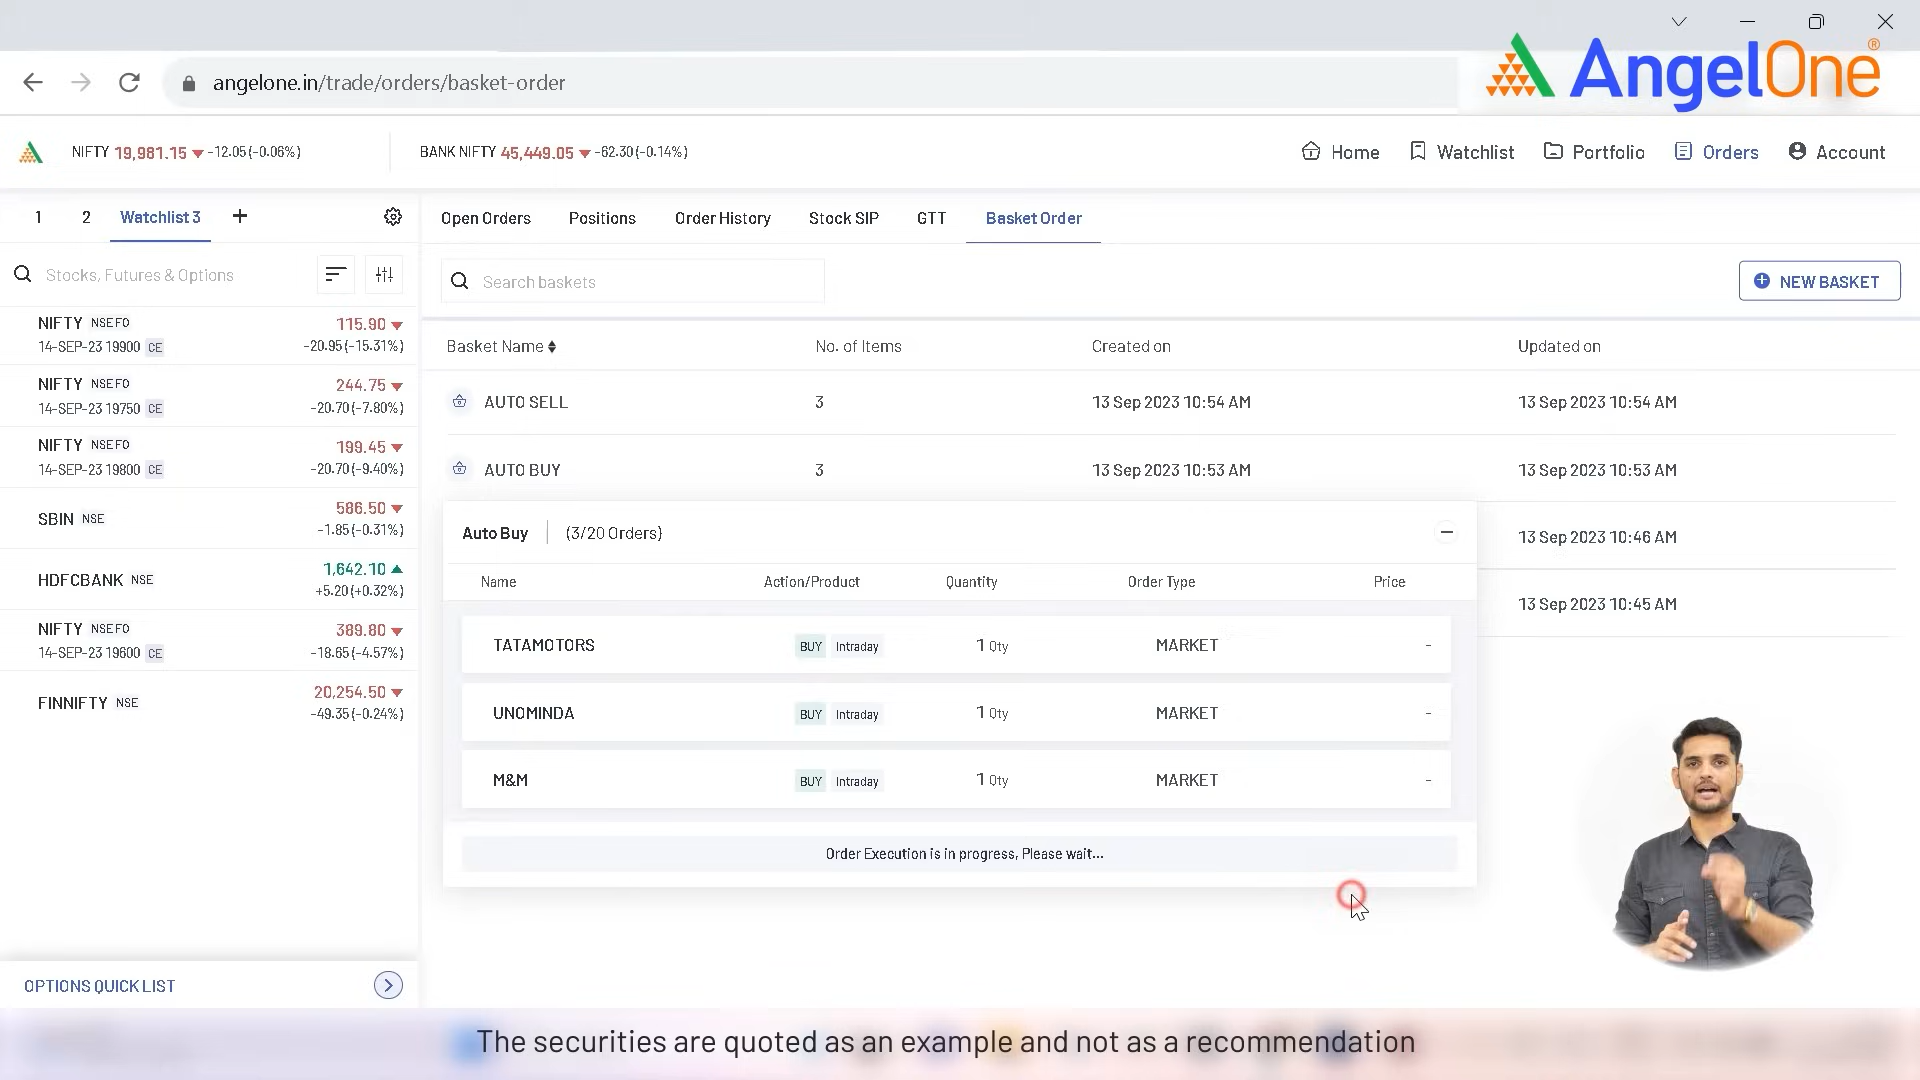 angelone.in/trade/orders/basket-order
AngelOne®
NIFTY 19,981.15 ▼ -12.05 (-0.06%)
BANK NIFTY 45,449.05 ▼ -62.30 (-0.14%)
Home
Watchlist
Portfolio
Orders
Account
1 2 Watchlist 3 +
Stocks, Futures & Options
NIFTY NSEFO 115.90 ▼
14-SEP-23 19900 CE -20.95 (-15.31%)
NIFTY NSEFO 244.75 ▼
14-SEP-23 19750 CE -20.70 (-7.80%)
NIFTY NSEFO 199.45 ▼
14-SEP-23 19800 CE -20.70 (-9.40%)
SBIN NSE 586.50 ▼
-1.85 (-0.31%)
HDFCBANK NSE 1,642.10 ▲
+5.20 (+0.32%)
NIFTY NSEFO 389.80 ▼
14-SEP-23 19600 CE -18.65 (-4.57%)
FINNIFTY NSE 20,254.50 ▼
-49.35 (-0.24%)
OPTIONS QUICK LIST
Open Orders Positions Order History Stock SIP GTT Basket Order
Search baskets
NEW BASKET
Basket Name No. of Items Created on Updated on
AUTO SELL 3 13 Sep 2023 10:54 AM 13 Sep 2023 10:54 AM
AUTO BUY 3 13 Sep 2023 10:53 AM 13 Sep 2023 10:53 AM
13 Sep 2023 10:46 AM
13 Sep 2023 10:45 AM
Auto Buy (3/20 Orders)
Name Action/Product Quantity Order Type Price
TATAMOTORS BUY Intraday 1 Qty MARKET -
UNOMINDA BUY Intraday 1 Qty MARKET -
M&M BUY Intraday 1 Qty MARKET -
Order Execution is in progress, Please wait...
The securities are quoted as an example and not as a recommendation